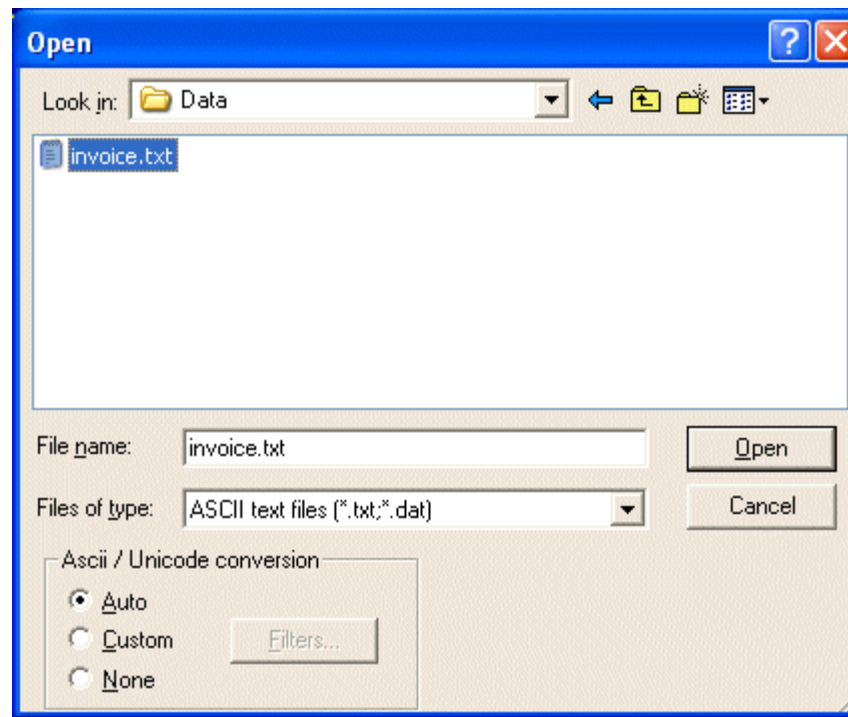 Open
Look in: Data
invoice.txt
File name: invoice.txt Open
Files of type: ASCII text files (*.txt;*.dat) Cancel
Ascii / Unicode conversion
Auto
Custom Filters...
None